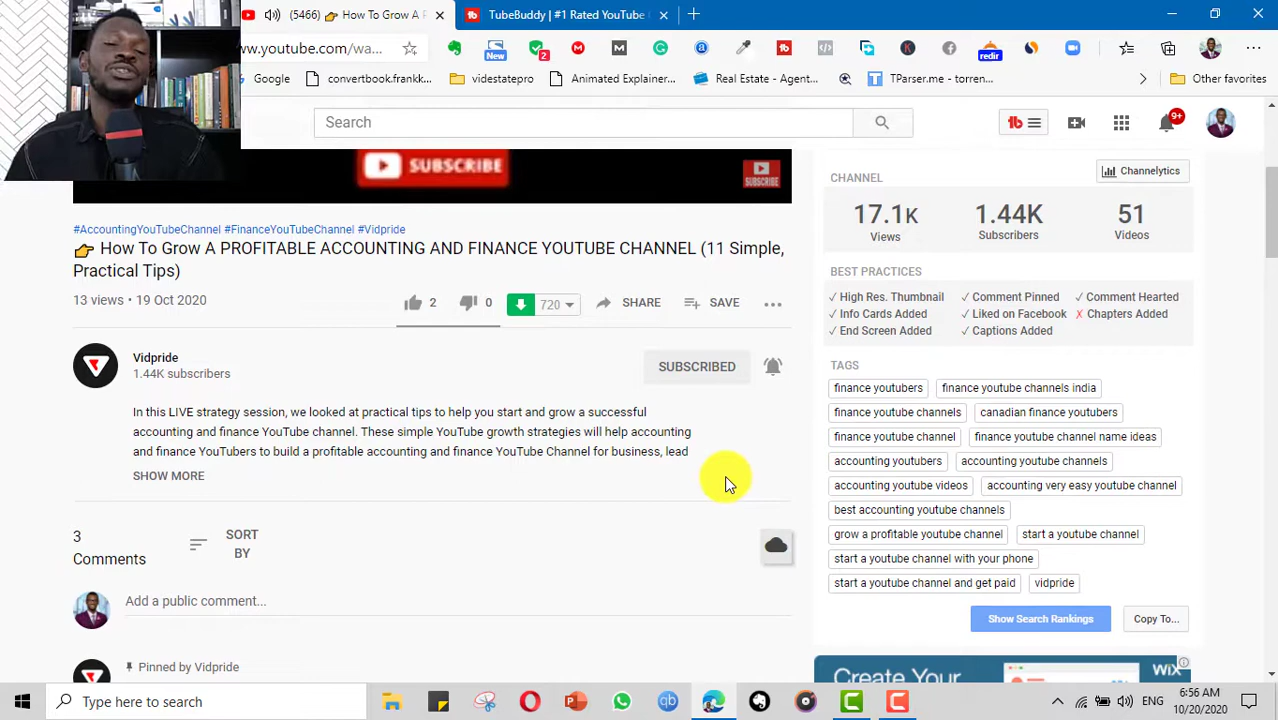 (5466) 👉 How To Grow A P
TubeBuddy | #1 Rated YouTube C
ww.youtube.com/wa...
New
2
redir
Google
convertbook.frankk...
videstatepro
Animated Explainer...
Real Estate - Agent...
TParser.me - torren...
Other favorites
Search
9+
SUBSCRIBE
SUBSCRIBE
#AccountingYouTubeChannel #FinanceYouTubeChannel #Vidpride
👉 How To Grow A PROFITABLE ACCOUNTING AND FINANCE YOUTUBE CHANNEL (11 Simple,
Practical Tips)
13 views • 19 Oct 2020
2
0
720
SHARE
SAVE
Vidpride
1.44K subscribers
SUBSCRIBED
In this LIVE strategy session, we looked at practical tips to help you start and grow a successful
accounting and finance YouTube channel. These simple YouTube growth strategies will help accounting
and finance YouTubers to build a profitable accounting and finance YouTube Channel for business, lead
SHOW MORE
3
Comments
SORT
BY
Add a public comment...
Pinned by Vidpride
CHANNEL
Channelytics
17.1K
Views
1.44K
Subscribers
51
Videos
BEST PRACTICES
✓ High Res. Thumbnail
✓ Comment Pinned
✓ Comment Hearted
✓ Info Cards Added
✓ Liked on Facebook
✗ Chapters Added
✓ End Screen Added
✓ Captions Added
TAGS
finance youtubers
finance youtube channels india
finance youtube channels
canadian finance youtubers
finance youtube channel
finance youtube channel name ideas
accounting youtubers
accounting youtube channels
accounting youtube videos
accounting very easy youtube channel
best accounting youtube channels
grow a profitable youtube channel
start a youtube channel
start a youtube channel with your phone
start a youtube channel and get paid
vidpride
Show Search Rankings
Copy To...
Create Your
WIX
Type here to search
ENG
6:56 AM
10/20/2020